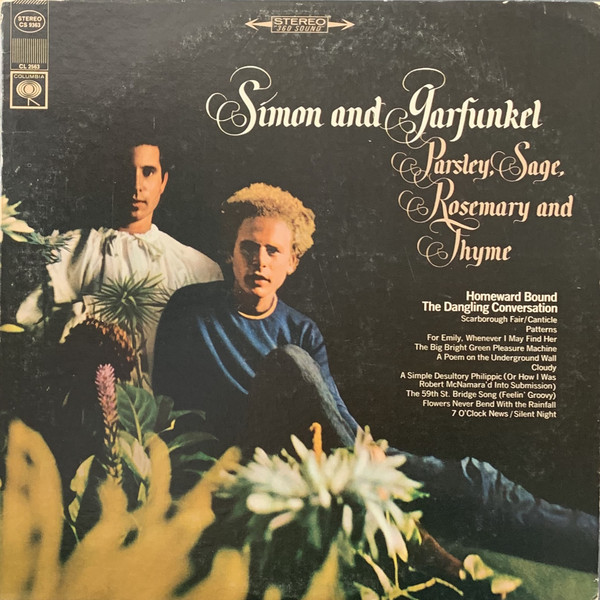 STEREO
CS 9363
CL 2563
COLUMBIA
STEREO
360 SOUND
Simon and Garfunkel
Parsley, Sage,
Rosemary and
Thyme
Homeward Bound
The Dangling Conversation
Scarborough Fair/Canticle
Patterns
For Emily, Whenever I May Find Her
The Big Bright Green Pleasure Machine
A Poem on the Underground Wall
Cloudy
A Simple Desultory Philippic (Or How I Was
Robert McNamara'd Into Submission)
The 59th St. Bridge Song (Feelin' Groovy)
Flowers Never Bend With the Rainfall
7 O'Clock News/Silent Night